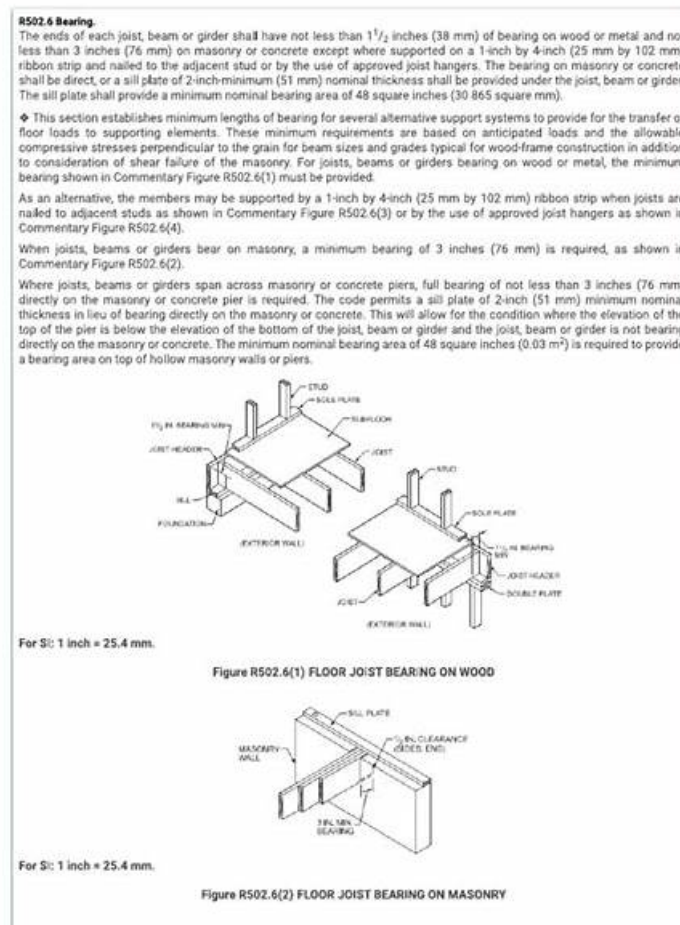 R502.6 Bearing.
The ends of each joist, beam or girder shall have not less than 1 1/2 inches (38 mm) of bearing on wood or metal and no
less than 3 inches (76 mm) on masonry or concrete except where supported on a 1-inch by 4-inch (25 mm by 102 mm
ribbon strip and nailed to the adjacent stud or by the use of approved joist hangers. The bearing on masonry or concrete
shall be direct, or a sill plate of 2-inch-minimum (51 mm) nominal thickness shall be provided under the joist, beam or girder
The sill plate shall provide a minimum nominal bearing area of 48 square inches (30 865 square mm).
❖ This section establishes minimum lengths of bearing for several alternative support systems to provide for the transfer o
floor loads to supporting elements. These minimum requirements are based on anticipated loads and the allowable
compressive stresses perpendicular to the grain for beam sizes and grades typical for wood-frame construction in addition
to consideration of shear failure of the masonry. For joists, beams or girders bearing on wood or metal, the minimum
bearing shown in Commentary Figure R502.6(1) must be provided.
As an alternative, the members may be supported by a 1-inch by 4-inch (25 mm by 102 mm) ribbon strip when joists are
nailed to adjacent studs as shown in Commentary Figure R502.6(3) or by the use of approved joist hangers as shown i
Commentary Figure R502.6(4).
When joists, beams or girders bear on masonry, a minimum bearing of 3 inches (76 mm) is required, as shown i
Commentary Figure R502.6(2).
Where joists, beams or girders span across masonry or concrete piers, full bearing of not less than 3 inches (76 mm
directly on the masonry or concrete pier is required. The code permits a sill plate of 2-inch (51 mm) minimum nomina
thickness in lieu of bearing directly on the masonry or concrete. This will allow for the condition where the elevation of the
top of the pier is below the elevation of the bottom of the joist, beam or girder and the joist, beam or girder is not bearing
directly on the masonry or concrete. The minimum nominal bearing area of 48 square inches (0.03 m²) is required to provide
a bearing area on top of hollow masonry walls or piers.
STUD
SOLE PLATE
SUBFLOOR
1 1/2 IN. BEARING MIN
JOIST HEADER
JOIST
SILL
FOUNDATION
(EXTERIOR WALL)
STUD
SOLE PLATE
1 1/2 IN. BEARING
MIN
JOIST HEADER
DOUBLE PLATE
JOIST
(EXTERIOR WALL)
For SI: 1 inch = 25.4 mm.
Figure R502.6(1) FLOOR JOIST BEARING ON WOOD
SILL PLATE
1/2 IN. CLEARANCE
(SIDES, END)
MASONRY
WALL
3 IN. MIN.
BEARING
For SI: 1 inch = 25.4 mm.
Figure R502.6(2) FLOOR JOIST BEARING ON MASONRY